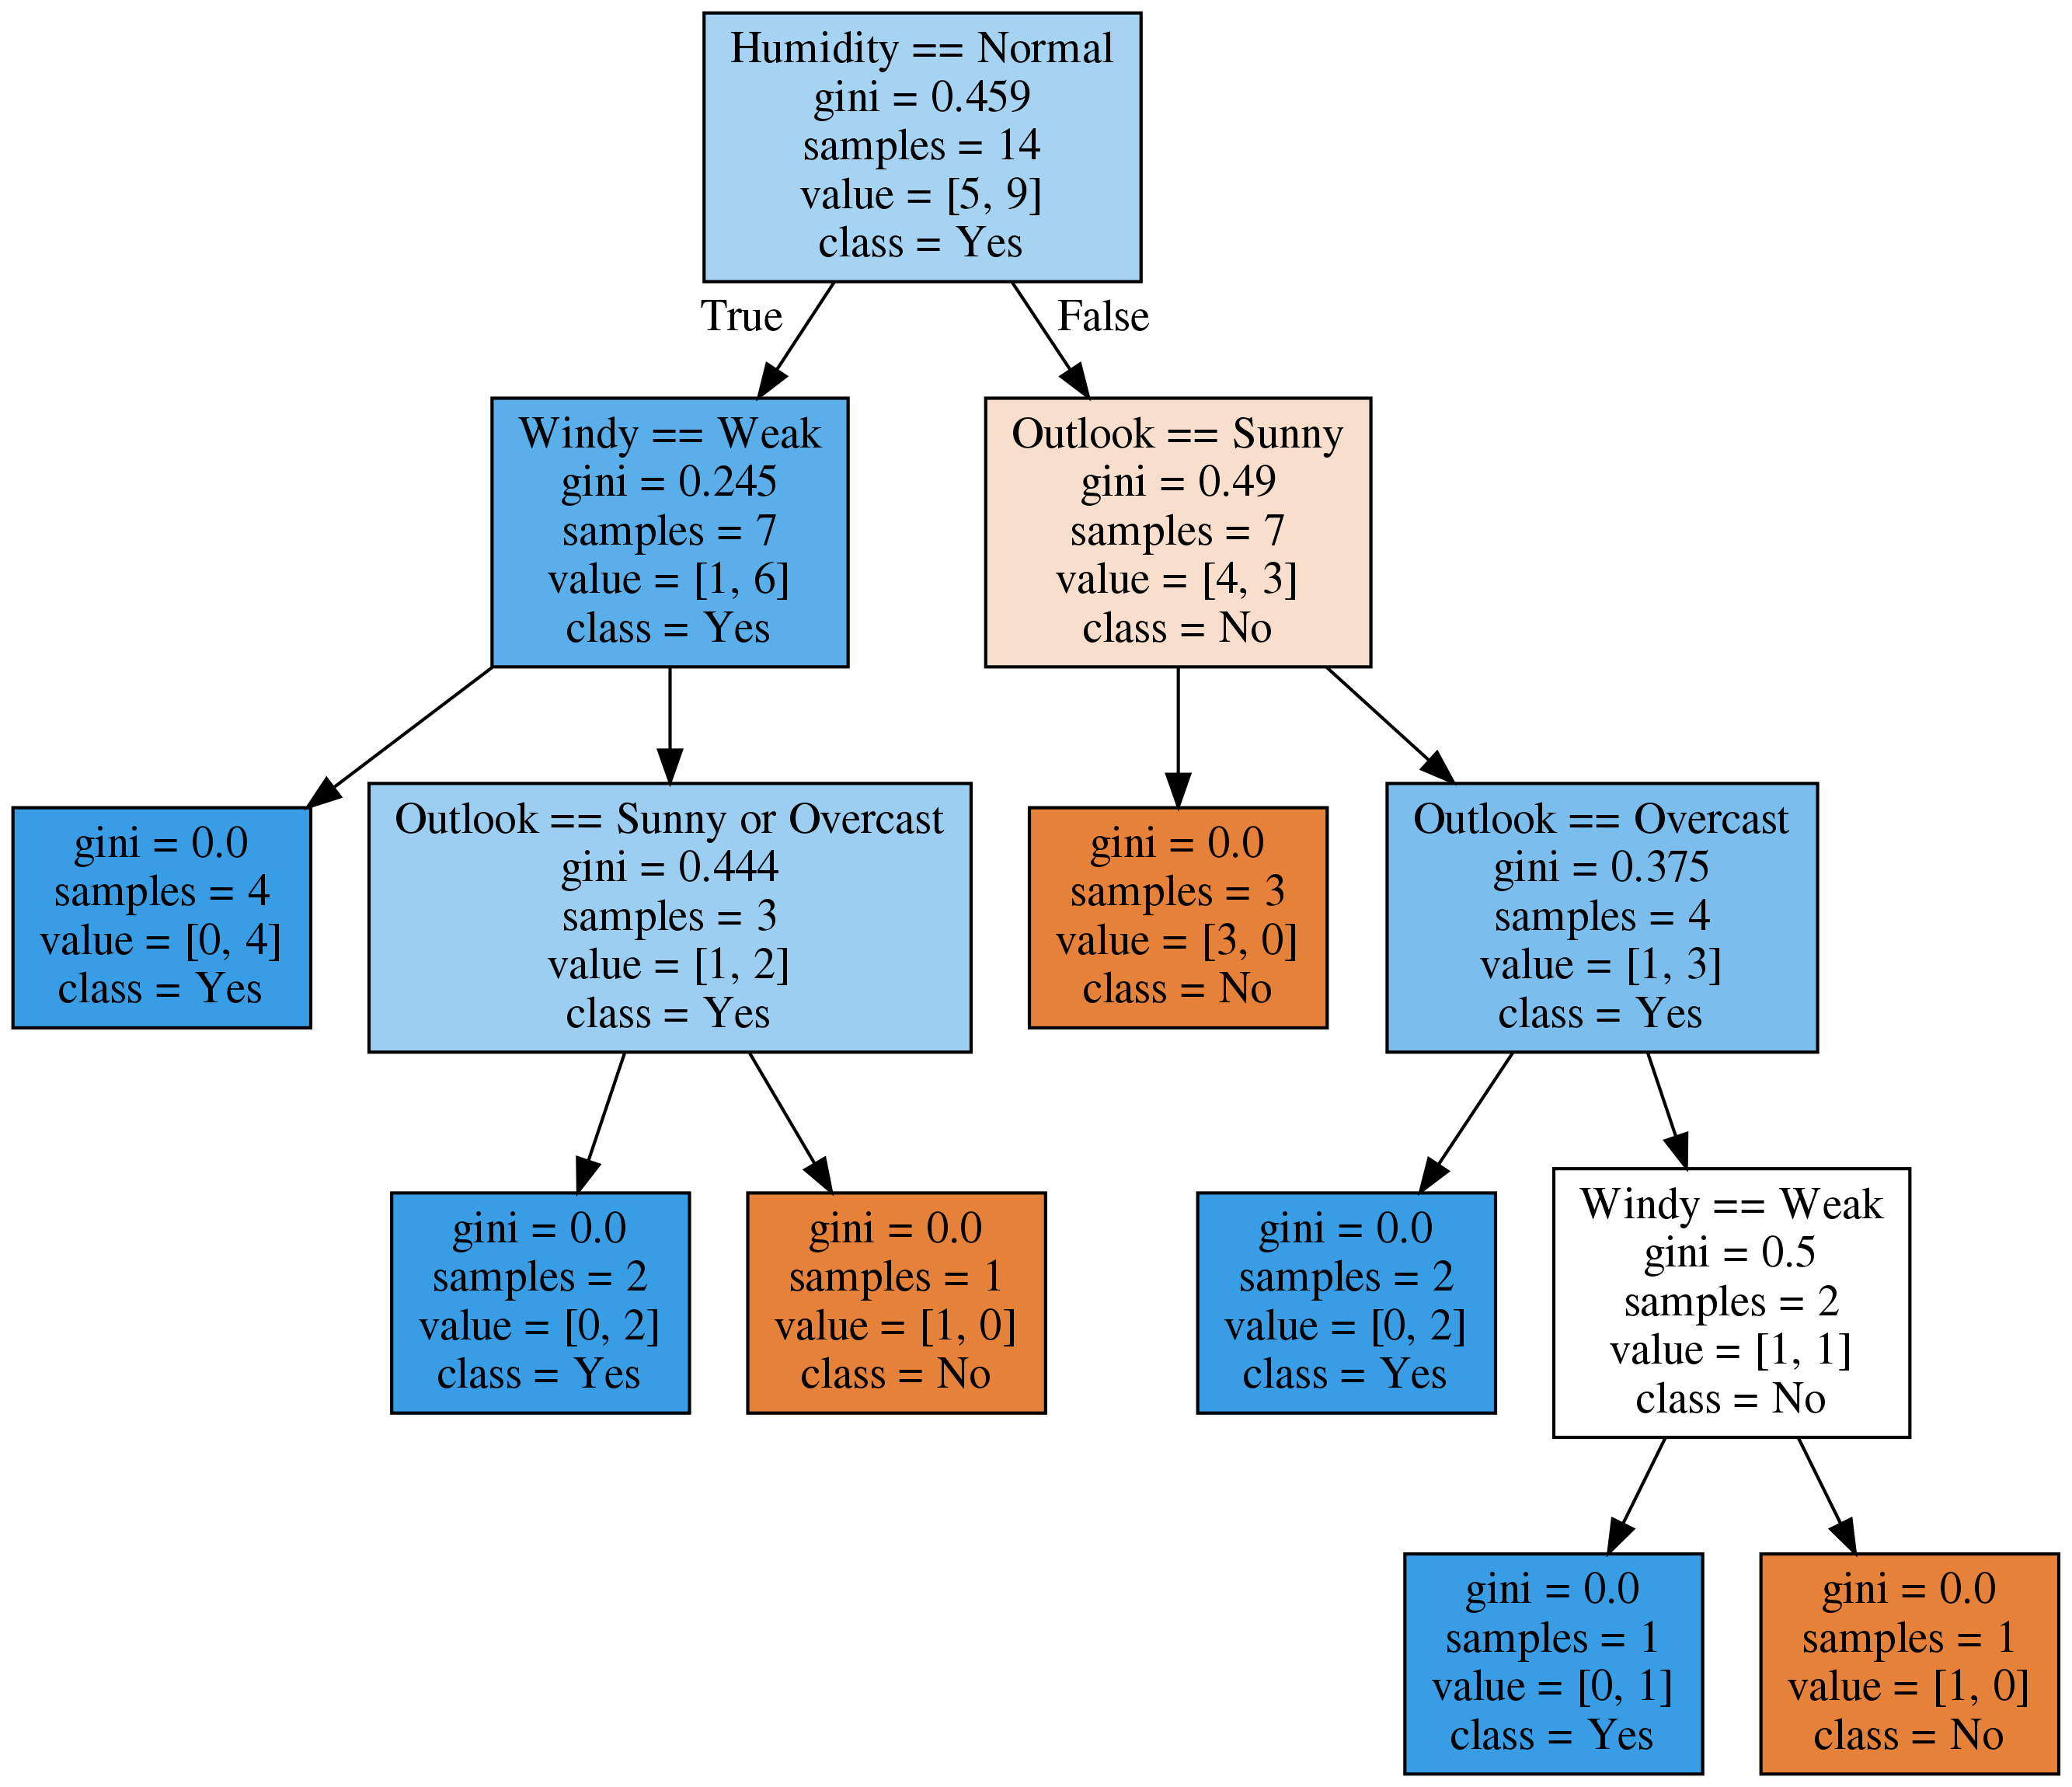 Humidity == Normal
gini = 0.459
samples = 14
value = [5, 9]
class = Yes
True
False
Windy == Weak
gini = 0.245
samples = 7
value = [1, 6]
class = Yes
Outlook == Sunny
gini = 0.49
samples = 7
value = [4, 3]
class = No
gini = 0.0
samples = 4
value = [0, 4]
class = Yes
Outlook == Sunny or Overcast
gini = 0.444
samples = 3
value = [1, 2]
class = Yes
gini = 0.0
samples = 3
value = [3, 0]
class = No
Outlook == Overcast
gini = 0.375
samples = 4
value = [1, 3]
class = Yes
gini = 0.0
samples = 2
value = [0, 2]
class = Yes
gini = 0.0
samples = 1
value = [1, 0]
class = No
gini = 0.0
samples = 2
value = [0, 2]
class = Yes
Windy == Weak
gini = 0.5
samples = 2
value = [1, 1]
class = No
gini = 0.0
samples = 1
value = [0, 1]
class = Yes
gini = 0.0
samples = 1
value = [1, 0]
class = No